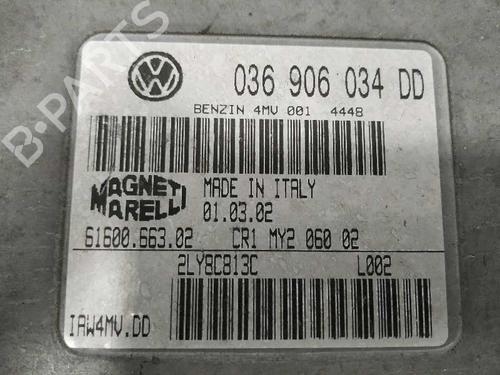 036 906 034 DD
BENZIN 4MV 001 4448
MAGNETI
MARELLI
MADE IN ITALY
01.03.02
61600.663.02 CR1 MY2 060 02
2LY8C813C L002
IAW4MV.DD
B-PARTS